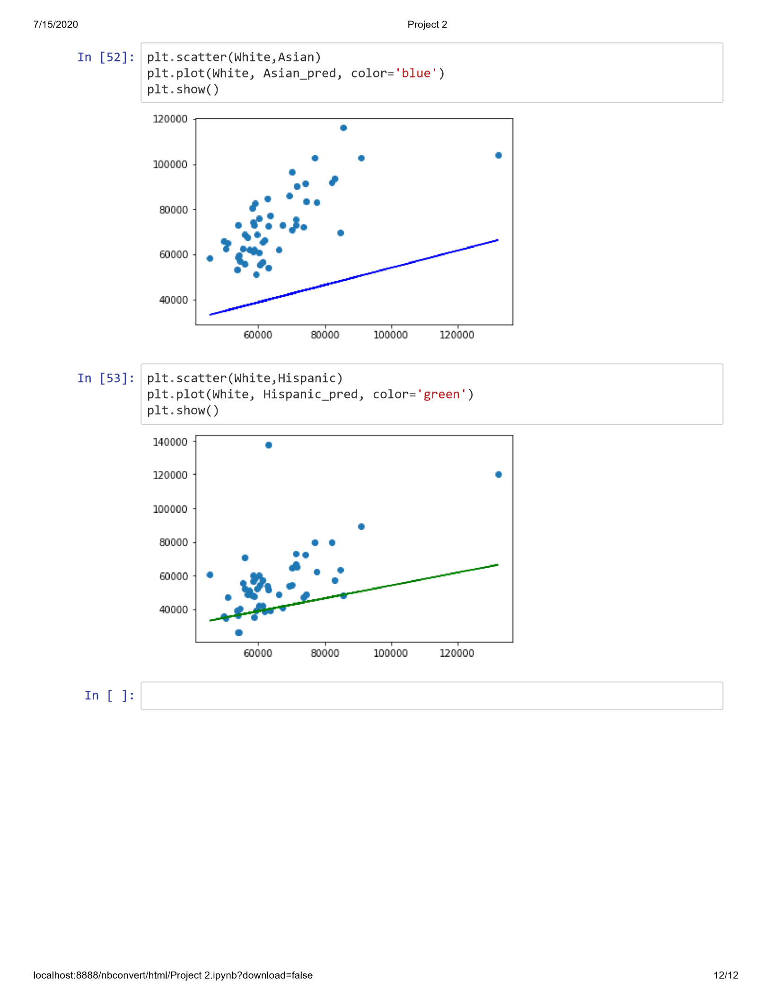 7/15/2020 Project 2
In [52]: plt.scatter(White,Asian)
plt.plot(White, Asian_pred, color='blue')
plt.show()
120000
100000
80000
60000
40000
60000 80000 100000 120000
In [53]: plt.scatter(White,Hispanic)
plt.plot(White, Hispanic_pred, color='green')
plt.show()
140000
120000
100000
80000
60000
40000
60000 80000 100000 120000
In [ ]:
localhost:8888/nbconvert/html/Project 2.ipynb?download=false 12/12